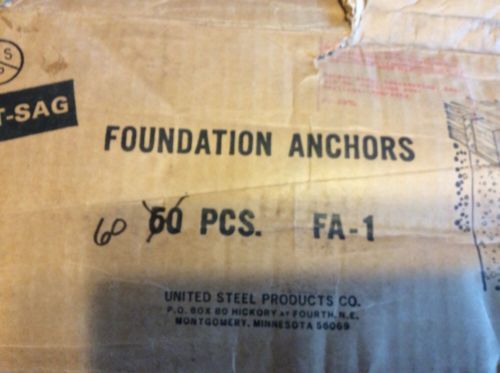 S
T-SAG
FOUNDATION ANCHORS
60 50 PCS. FA-1
UNITED STEEL PRODUCTS CO.
P.O. BOX 80 HICKORY AT FOURTH, N.E.
MONTGOMERY, MINNESOTA 56069